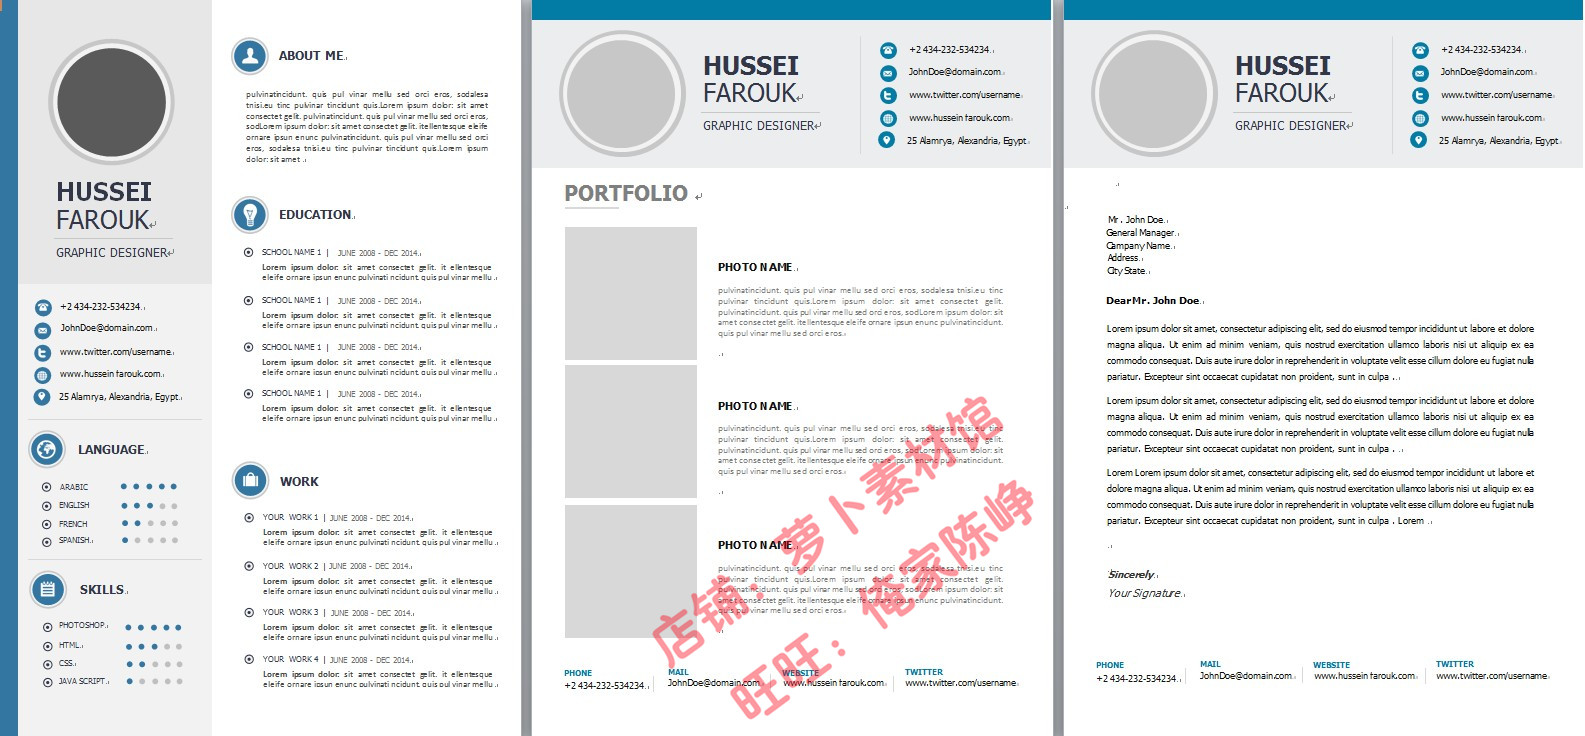 HUSSEI
FAROUK
GRAPHIC DESIGNER
+2 434-232-534234
JohnDoe@domain.com
www.twitter.com/username
www.hussein farouk.com
25 Alamrya, Alexandria, Egypt
LANGUAGE
ARABIC
ENGLISH
FRENCH
SPANISH
SKILLS
PHOTOSHOP
HTML
CSS
JAVA SCRIPT
ABOUT ME
pulvinatincidunt. quis pul vinar mellu sed orci eros, sodalesa
tnisi.eu tinc pulvinar tincidunt quis.Lorem ipsum dolor: sit amet
consectet gelit. pulvinatincidunt. quis pul vinar mellu sed orci eros,
sodLorem ipsum dolor: sit amet consectet gelit. itellentesque eleife
ornare ipsum enunc pulvinatincidunt. quis pul vinar mellu sed orci
eros, sodalesa tnisi.eu tinc pulvinar tincidunt quis.Lorem ipsum
dolor: sit amet .
EDUCATION
SCHOOL NAME 1 | JUNE 2008 - DEC 2014
Lorem ipsum dolor: sit amet consectet gelit. it ellentesque
eleife ornare ipsum enunc pulvinati ncidunt. quis pul vinar mellu
SCHOOL NAME 1 | JUNE 2008 - DEC 2014
Lorem ipsum dolor: sit amet consectet gelit. it ellentesque
eleife ornare ipsum enunc pulvinati ncidunt. quis pul vinar mellu
SCHOOL NAME 1 | JUNE 2008 - DEC 2014
Lorem ipsum dolor: sit amet consectet gelit. it ellentesque
eleife ornare ipsum enunc pulvinati ncidunt. quis pul vinar mellu
SCHOOL NAME 1 | JUNE 2008 - DEC 2014
Lorem ipsum dolor: sit amet consectet gelit. it ellentesque
eleife ornare ipsum enunc pulvinati ncidunt. quis pul vinar mellu
WORK
YOUR WORK 1 | JUNE 2008 - DEC 2014
Lorem ipsum dolor: sit amet consectet gelit. it ellentesque
eleife ornare ipsum enunc pulvinati ncidunt. quis pul vinar mellu
YOUR WORK 2 | JUNE 2008 - DEC 2014
Lorem ipsum dolor: sit amet consectet gelit. it ellentesque
eleife ornare ipsum enunc pulvinati ncidunt. quis pul vinar mellu
YOUR WORK 3 | JUNE 2008 - DEC 2014
Lorem ipsum dolor: sit amet consectet gelit. it ellentesque
eleife ornare ipsum enunc pulvinati ncidunt. quis pul vinar mellu
YOUR WORK 4 | JUNE 2008 - DEC 2014
Lorem ipsum dolor: sit amet consectet gelit. it ellentesque
eleife ornare ipsum enunc pulvinati ncidunt. quis pul vinar mellu
HUSSEI
FAROUK
GRAPHIC DESIGNER
+2 434-232-534234
JohnDoe@domain.com
www.twitter.com/username
www.hussein farouk.com
25 Alamrya, Alexandria, Egypt
PORTFOLIO
PHOTO NAME
pulvinatincidunt. quis pul vinar mellu sed orci eros, sodalesa tnisi.eu tinc
pulvinar tincidunt quis.Lorem ipsum dolor: sit amet consectet gelit.
pulvinatincidunt. quis pul vinar mellu sed orci eros, sodLorem ipsum dolor: sit
amet consectet gelit. itellentesque eleife ornare ipsum enunc pulvinatincidunt.
quis pul vinar mellu sed orci eros.
PHOTO NAME
pulvinatincidunt. quis pul vinar mellu sed orci eros, sodalesa tnisi.eu tinc
pulvinar tincidunt quis.Lorem ipsum dolor: sit amet consectet gelit.
pulvinatincidunt. quis pul vinar mellu sed orci eros, sodLorem ipsum dolor: sit
amet consectet gelit. itellentesque eleife ornare ipsum enunc pulvinatincidunt.
quis pul vinar mellu sed orci eros.
PHOTO NAME
pulvinatincidunt. quis pul vinar mellu sed orci eros, sodalesa tnisi.eu tinc
pulvinar tincidunt quis.Lorem ipsum dolor: sit amet consectet gelit.
pulvinatincidunt. quis pul vinar mellu sed orci eros, sodLorem ipsum dolor: sit
amet consectet gelit. itellentesque eleife ornare ipsum enunc pulvinatincidunt.
quis pul vinar mellu sed orci eros.
店铺：萝卜素材馆
旺旺：俺家陈峥
PHONE
+2 434-232-534234
MAIL
JohnDoe@domain.com
WEBSITE
www.hussein farouk.com
TWITTER
www.twitter.com/username
HUSSEI
FAROUK
GRAPHIC DESIGNER
+2 434-232-534234
JohnDoe@domain.com
www.twitter.com/username
www.hussein farouk.com
25 Alamrya, Alexandria, Egypt
Mr . John Doe
General Manager
Company Name
Address
City State
Dear Mr. John Doe
Lorem ipsum dolor sit amet, consectetur adipiscing elit, sed do eiusmod tempor incididunt ut labore et dolore
magna aliqua. Ut enim ad minim veniam, quis nostrud exercitation ullamco laboris nisi ut aliquip ex ea
commodo consequat. Duis aute irure dolor in reprehenderit in voluptate velit esse cillum dolore eu fugiat nulla
pariatur. Excepteur sint occaecat cupidatat non proident, sunt in culpa .
Lorem ipsum dolor sit amet, consectetur adipiscing elit, sed do eiusmod tempor incididunt ut labore et dolore
magna aliqua. Ut enim ad minim veniam, quis nostrud exercitation ullamco laboris nisi ut aliquip ex ea
commodo consequat. Duis aute irure dolor in reprehenderit in voluptate velit esse cillum dolore eu fugiat nulla
pariatur. Excepteur sint occaecat cupidatat non proident, sunt in culpa .
Lorem Lorem ipsum dolor sit amet, consectetur adipiscing elit, sed do eiusmod tempor incididunt ut labore et
dolore magna aliqua. Ut enim ad minim veniam, quis nostrud exercitation ullamco laboris nisi ut aliquip ex ea
commodo consequat. Duis aute irure dolor in reprehenderit in voluptate velit esse cillum dolore eu fugiat nulla
pariatur. Excepteur sint occaecat cupidatat non proident, sunt in culpa . Lorem
Sincerely
Your Signature
PHONE
+2 434-232-534234
MAIL
JohnDoe@domain.com
WEBSITE
www.hussein farouk.com
TWITTER
www.twitter.com/username